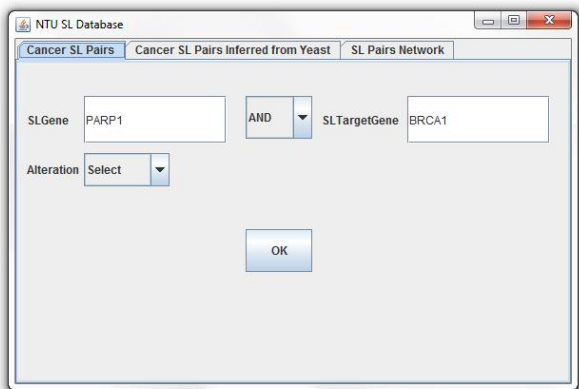 NTU SL Database
Cancer SL Pairs Cancer SL Pairs Inferred from Yeast SL Pairs Network
SLGene PARP1 AND SLTargetGene BRCA1
Alteration Select
OK